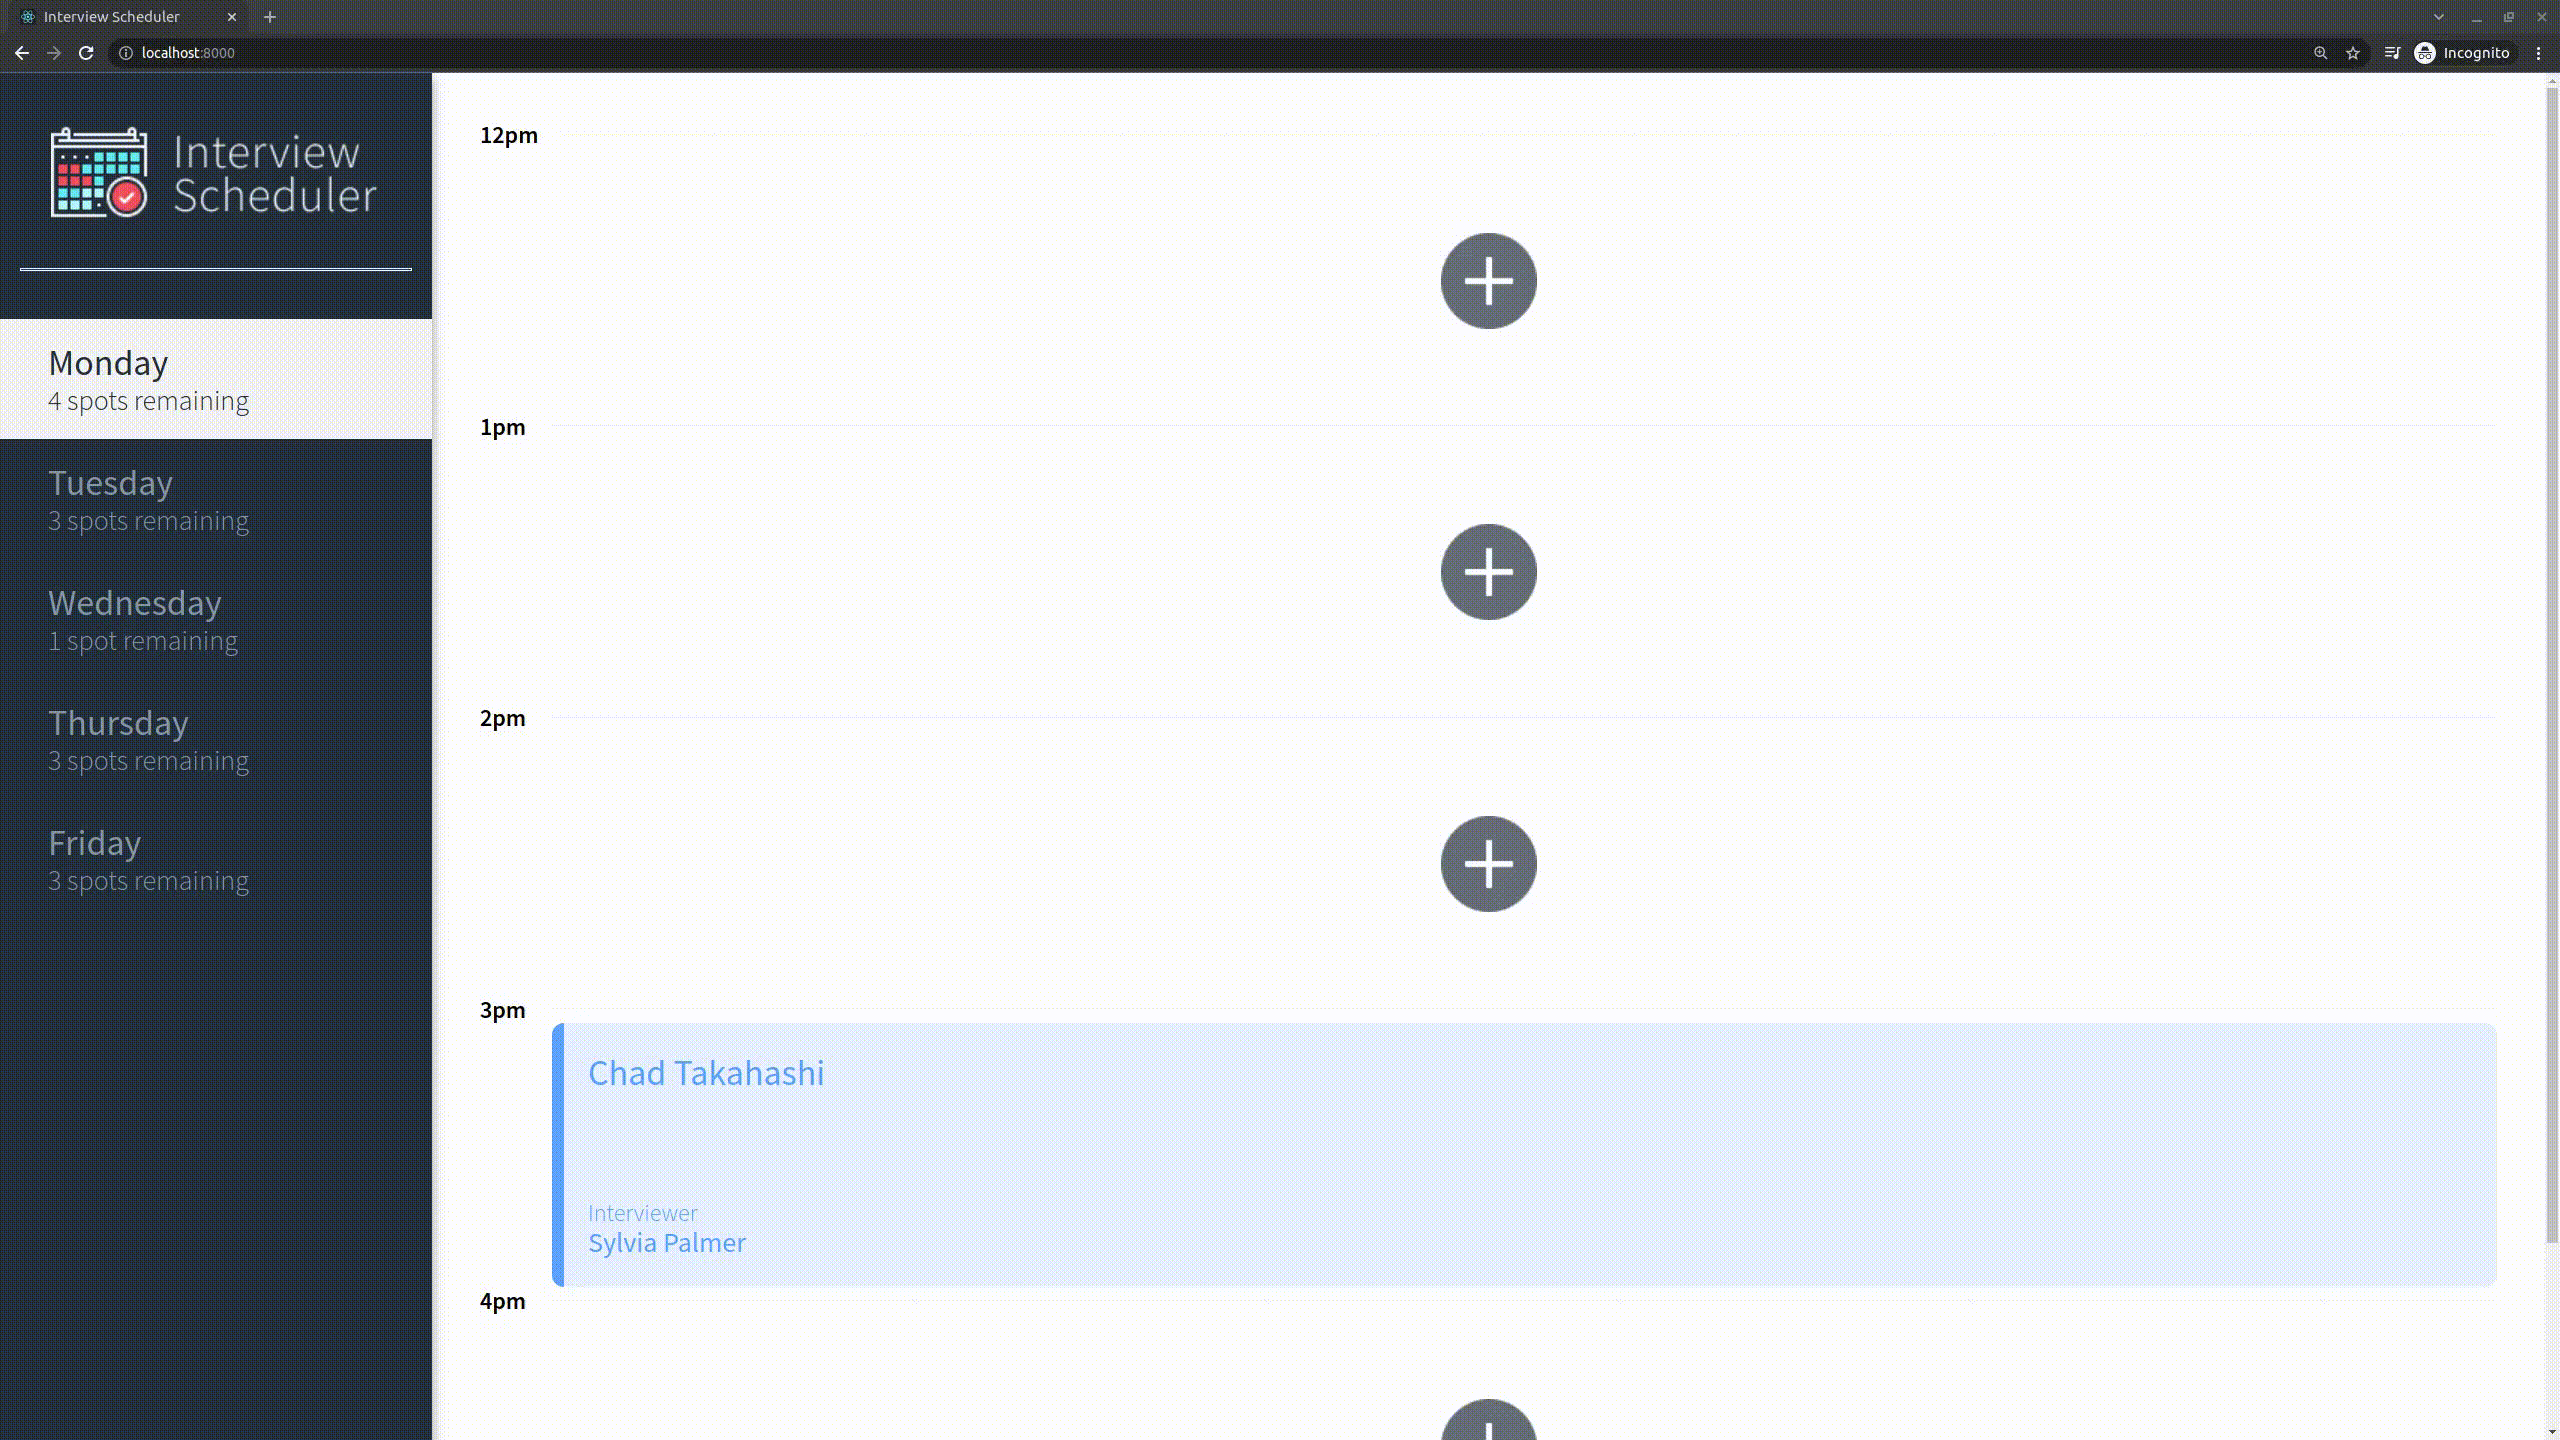 Interview Scheduler
localhost:8000
Incognito
Interview
Scheduler
Monday
4 spots remaining
Tuesday
3 spots remaining
Wednesday
1 spot remaining
Thursday
3 spots remaining
Friday
3 spots remaining
12pm
1pm
2pm
3pm
Chad Takahashi
Interviewer
Sylvia Palmer
4pm